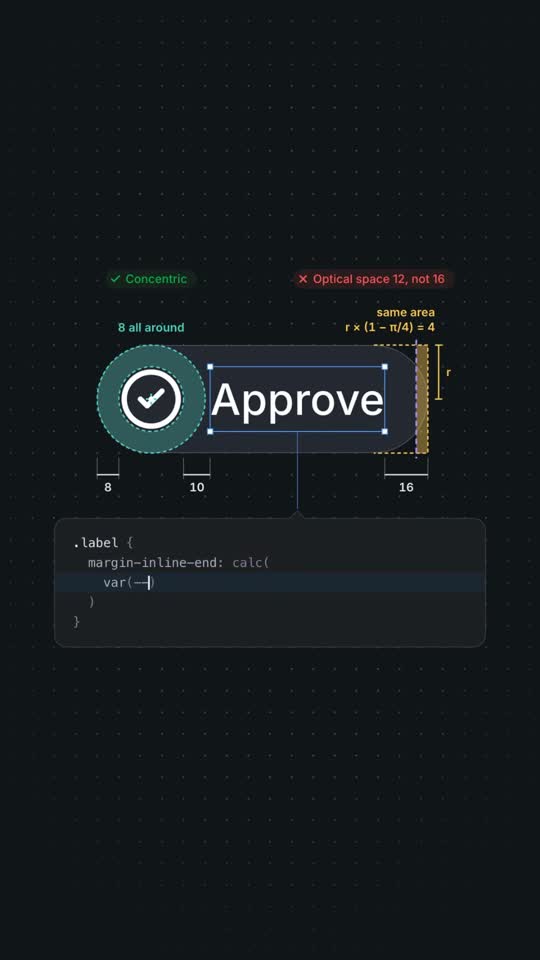 Concentric
Optical space 12, not 16
same area
8 all around
r × (1 − π/4) = 4
r
Approve
8
10
16
.label {
margin-inline-end: calc(
var(--)
)
}